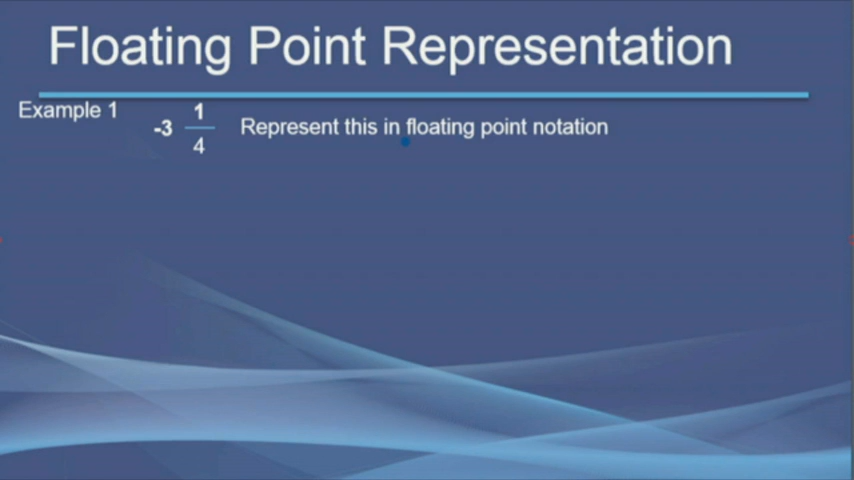 Floating Point Representation
Example 1
-3 1/4 Represent this in floating point notation